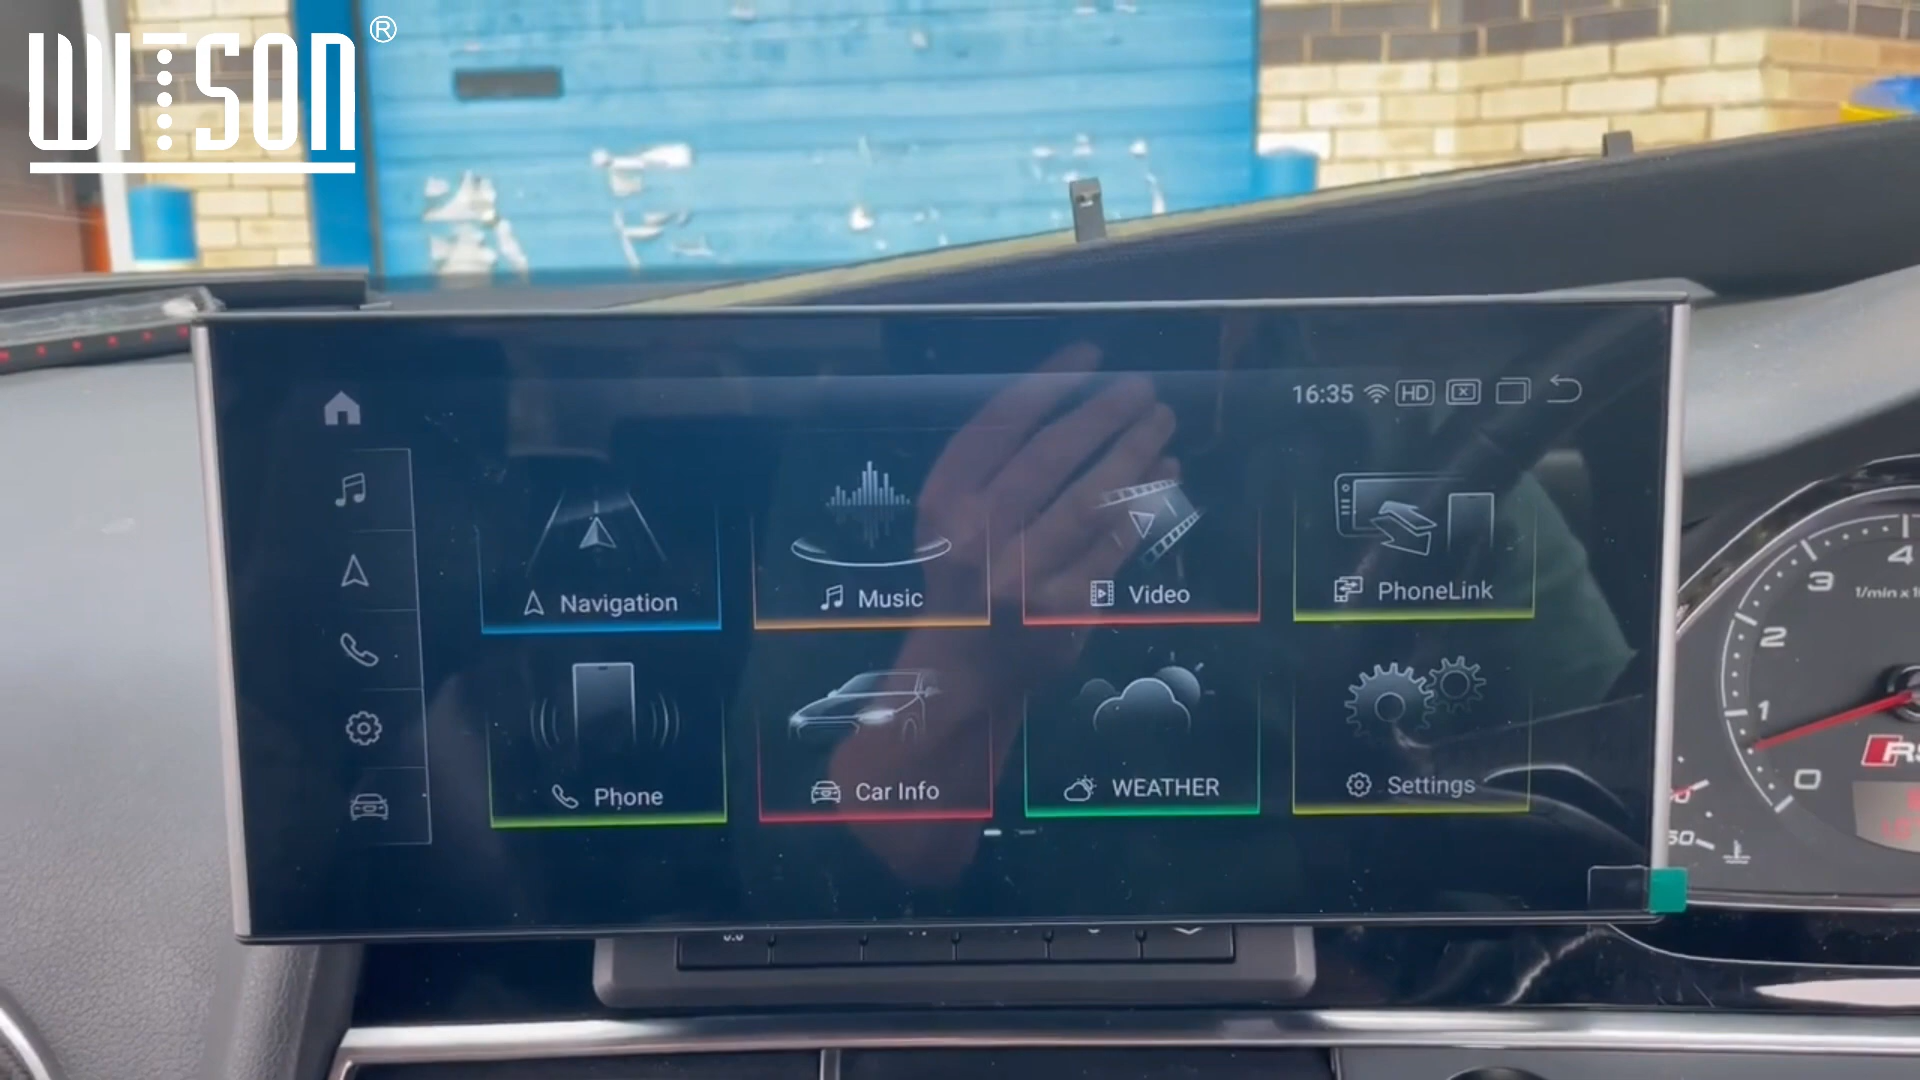 WITSON®
16:35 HD
Navigation
Music
Video
PhoneLink
Phone
Car Info
WEATHER
Settings
4
3
1/min x 1
2
1
0
RS